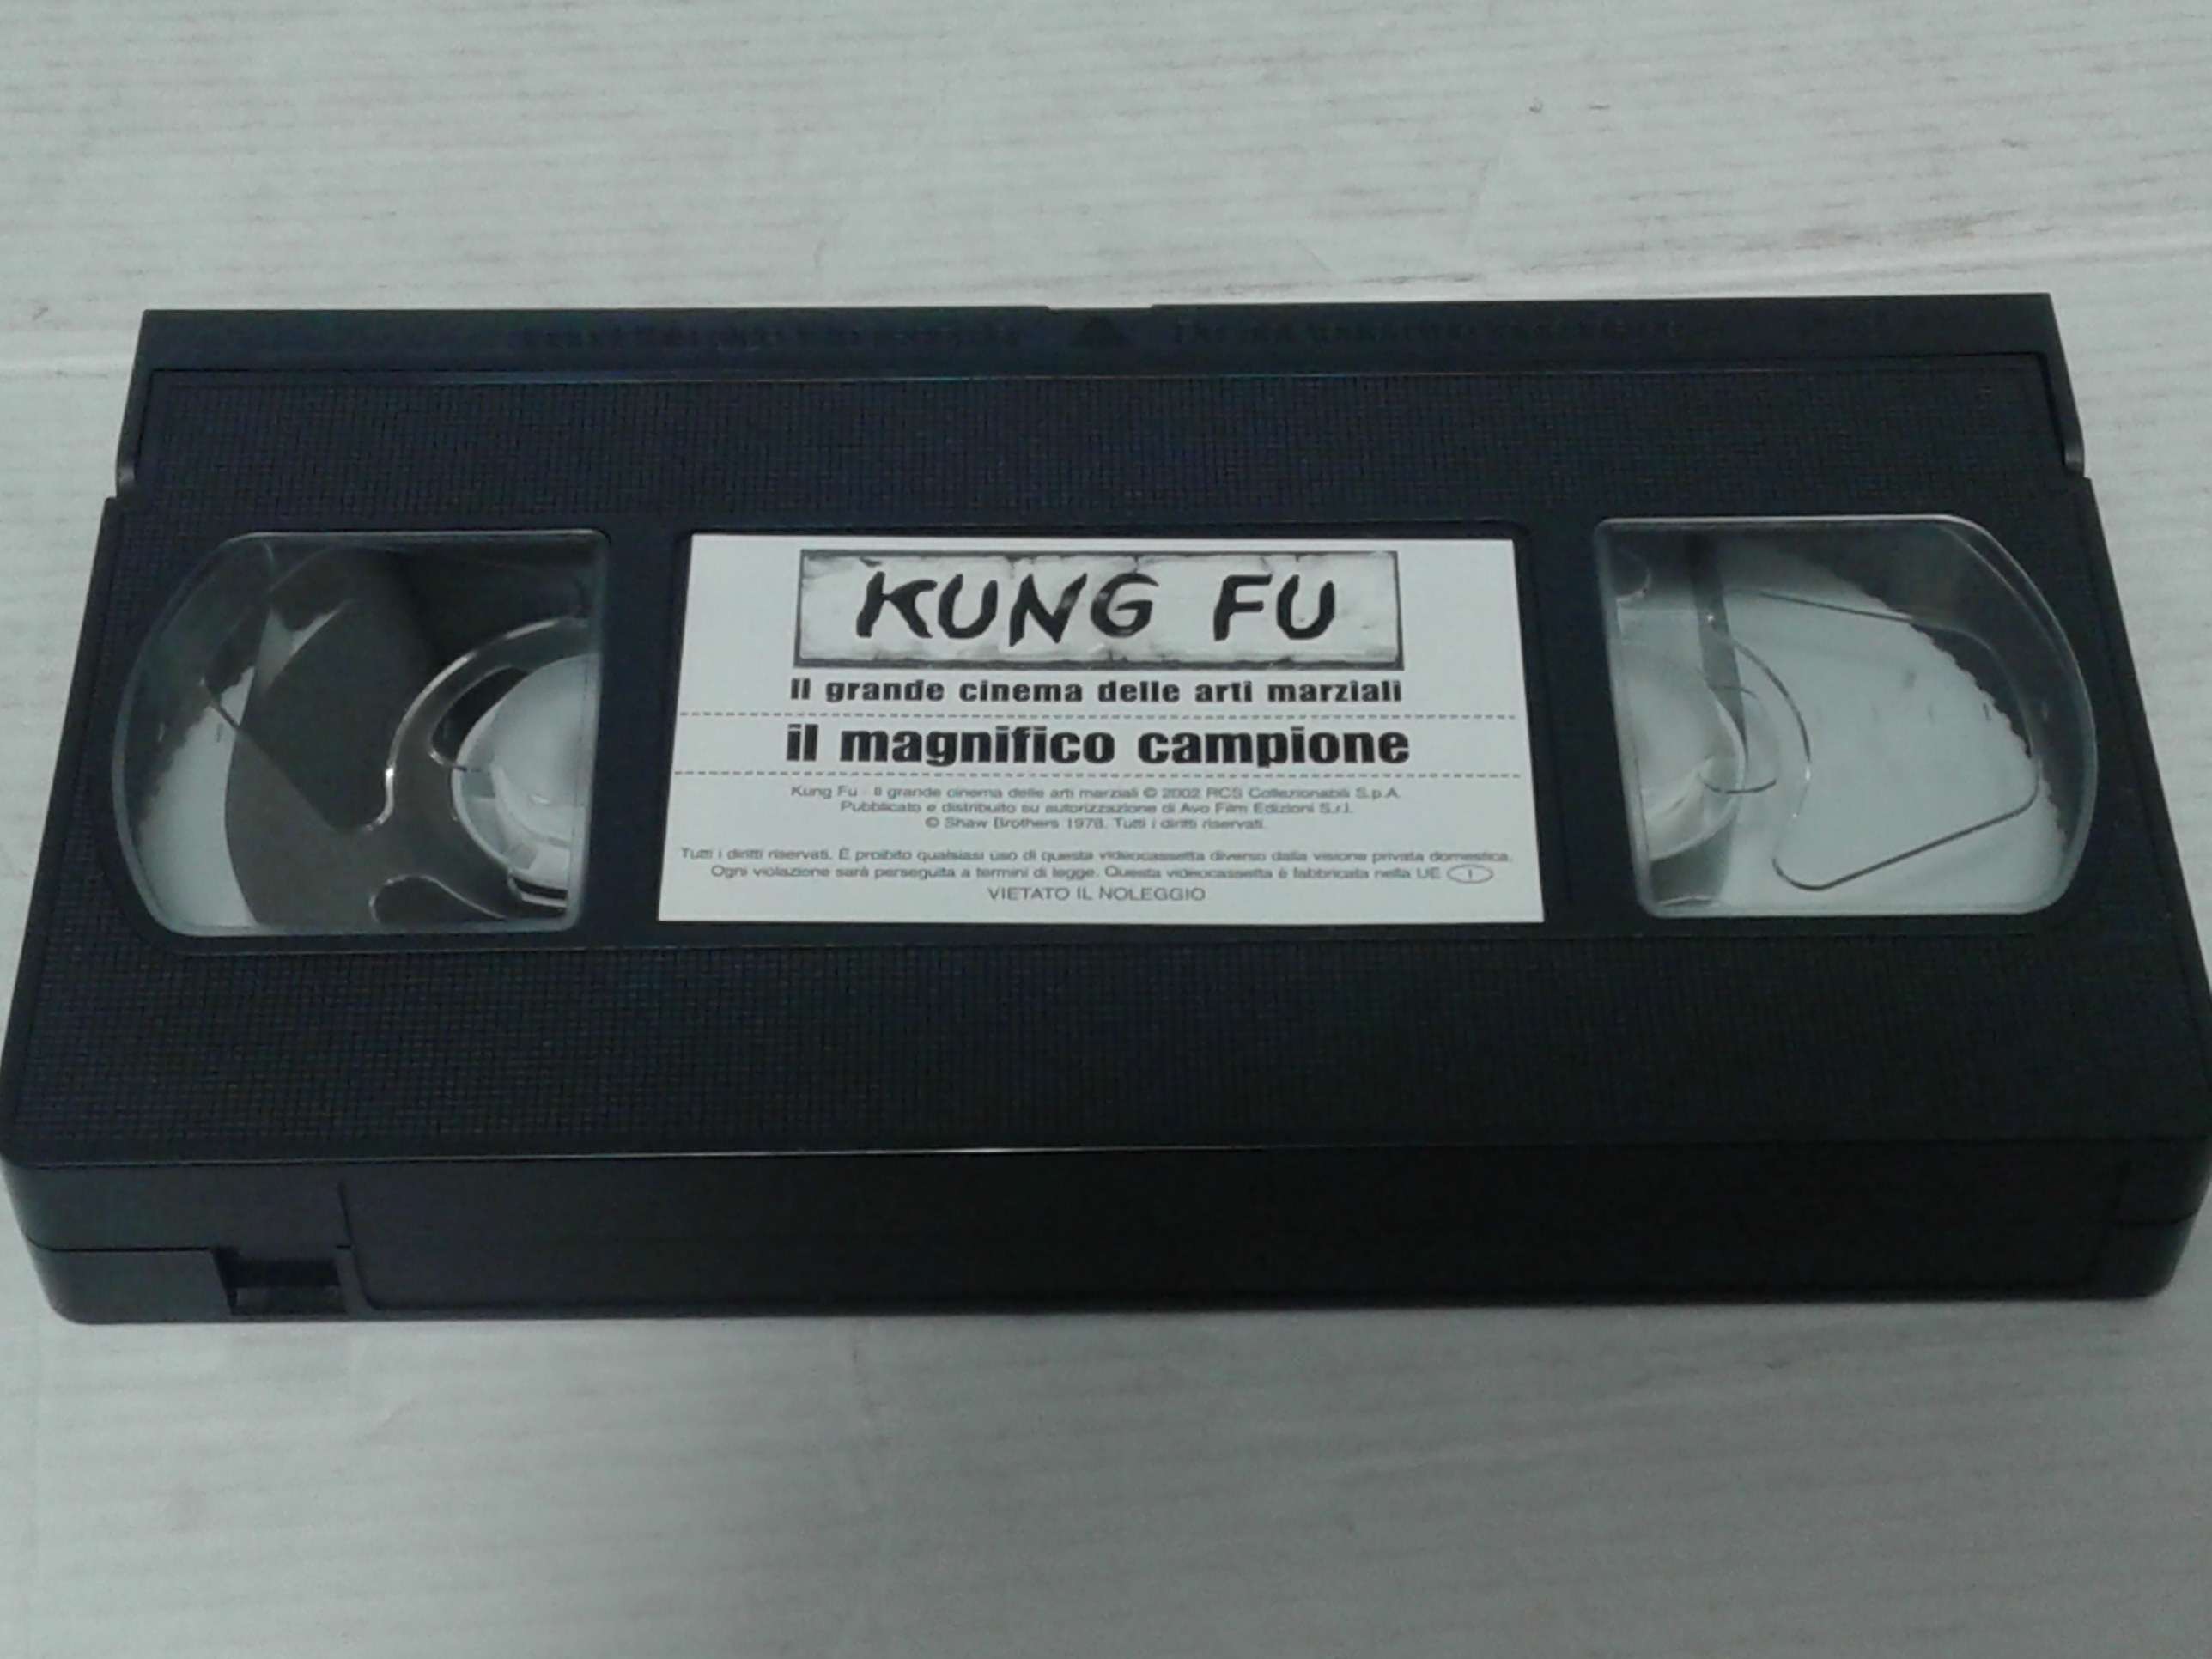 KUNG FU
Il grande cinema delle arti marziali
il magnifico campione
Kung Fu - Il grande cinema delle arti marziali © 2002 RCS Collezionabili S.p.A.
Pubblicato e distribuito su autorizzazione di Avo Film Edizioni S.r.l.
© Shaw Brothers 1978. Tutti i diritti riservati.
Tutti i diritti riservati. È proibito qualsiasi uso di questa videocassetta diverso dalla visione privata domestica.
Ogni violazione sarà perseguita a termini di legge. Questa videocassetta è fabbricata nella UE I
VIETATO IL NOLEGGIO